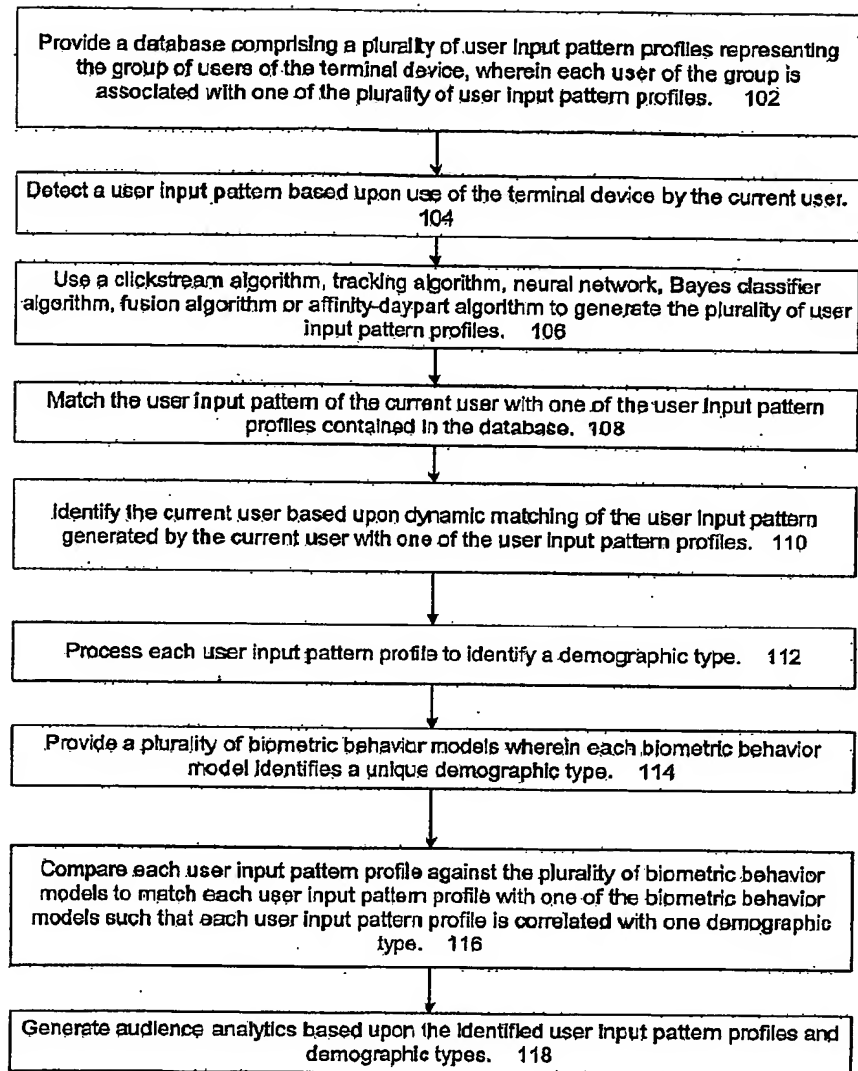 Provide a database comprising a plurality of user input pattern profiles representing
the group of users of the terminal device, wherein each user of the group is
associated with one of the plurality of user input pattern profiles. 102
Detect a user input pattern based upon use of the terminal device by the current user.
104
Use a clickstream algorithm, tracking algorithm, neural network, Bayes classifier
algorithm, fusion algorithm or affinity-daypart algorithm to generate the plurality of user
input pattern profiles. 106
Match the user input pattern of the current user with one of the user input pattern
profiles contained in the database. 108
Identify the current user based upon dynamic matching of the user input pattern
generated by the current user with one of the user input pattern profiles. 110
Process each user input pattern profile to identify a demographic type. 112
Provide a plurality of biometric behavior models wherein each biometric behavior
model identifies a unique demographic type. 114
Compare each user input pattern profile against the plurality of biometric behavior
models to match each user input pattern profile with one of the biometric behavior
models such that each user input pattern profile is correlated with one demographic
type. 116
Generate audience analytics based upon the identified user input pattern profiles and
demographic types. 118